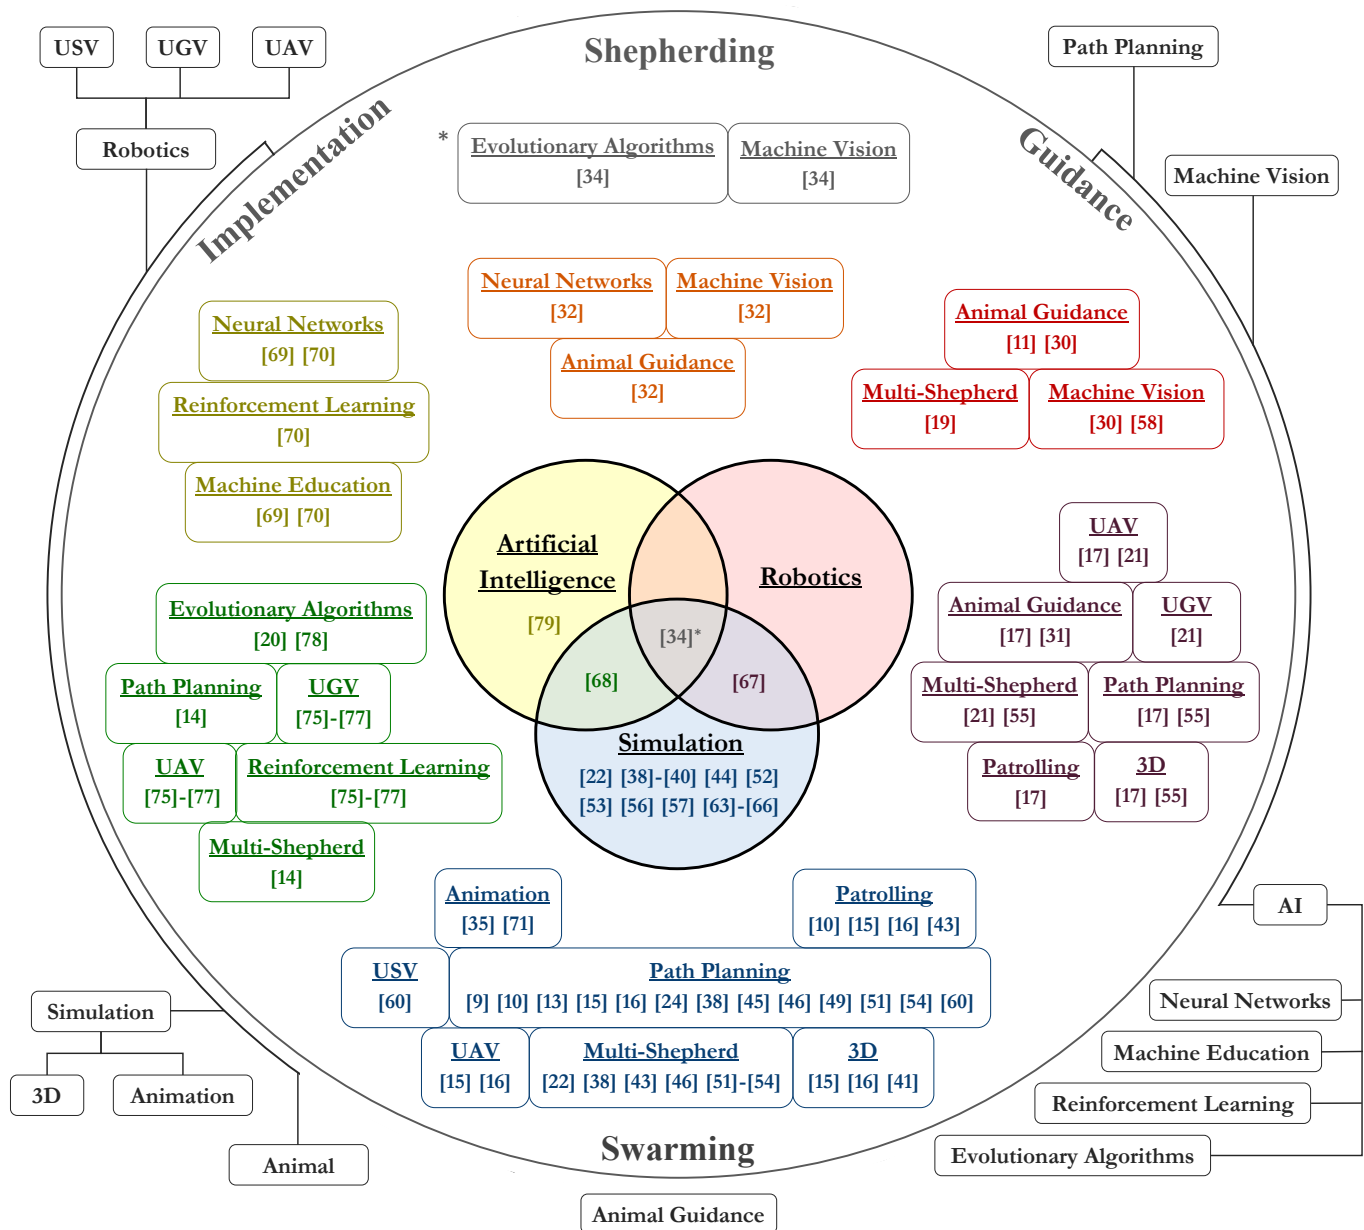 USV
UGV
UAV
Robotics
Implementation
Shepherding
Guidance
Path Planning
Machine Vision
*
Evolutionary Algorithms
[34]
Machine Vision
[34]
Neural Networks
[32]
Machine Vision
[32]
Animal Guidance
[32]
Neural Networks
[69] [70]
Reinforcement Learning
[70]
Machine Education
[69] [70]
Animal Guidance
[11] [30]
Multi-Shepherd
[19]
Machine Vision
[30] [58]
Artificial
Intelligence
[79]
Robotics
[34]*
[68]
[67]
Simulation
[22] [38]-[40] [44] [52]
[53] [56] [57] [63]-[66]
UAV
[17] [21]
Animal Guidance
[17] [31]
UGV
[21]
Multi-Shepherd
[21] [55]
Path Planning
[17] [55]
Patrolling
[17]
3D
[17] [55]
Evolutionary Algorithms
[20] [78]
Path Planning
[14]
UGV
[75]-[77]
UAV
[75]-[77]
Reinforcement Learning
[75]-[77]
Multi-Shepherd
[14]
Animation
[35] [71]
Patrolling
[10] [15] [16] [43]
USV
[60]
Path Planning
[9] [10] [13] [15] [16] [24] [38] [45] [46] [49] [51] [54] [60]
UAV
[15] [16]
Multi-Shepherd
[22] [38] [43] [46] [51]-[54]
3D
[15] [16] [41]
Simulation
3D
Animation
Animal
Swarming
Animal Guidance
AI
Neural Networks
Machine Education
Reinforcement Learning
Evolutionary Algorithms